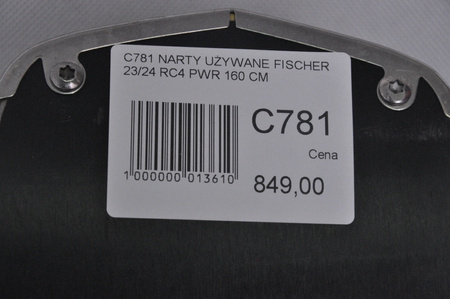 C781 NARTY UŻYWANE FISCHER
23/24 RC4 PWR 160 CM
C781
Cena
849,00
1 000000 013610